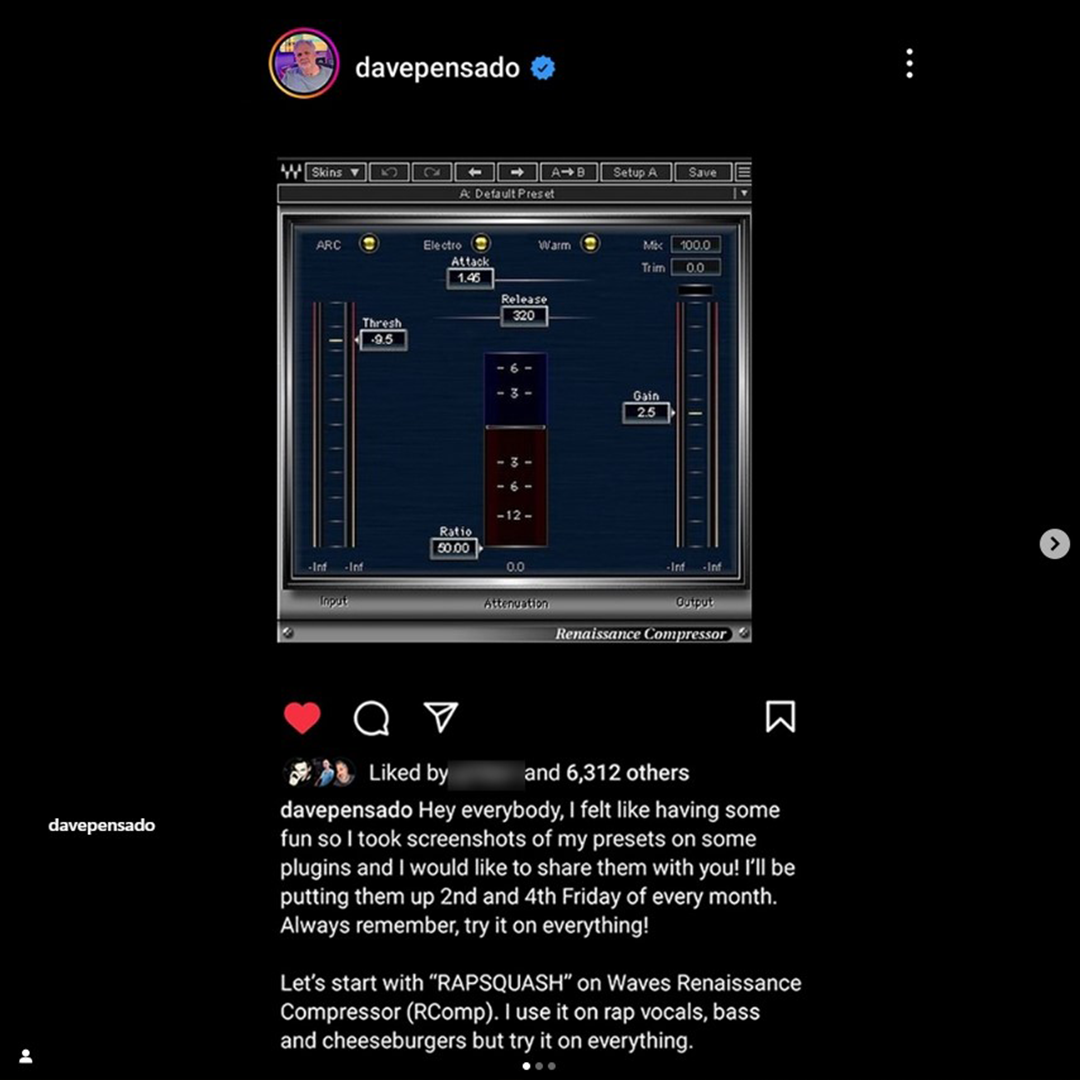 davepensado
Skins
A→B
Setup A
Save
A: Default Preset
ARC
Electro
Warm
Mix 100.0
Attack
1.45
Trim 0.0
Release
320
Thresh
-9.5
- 6 -
- 3 -
Gain
2.5
- 3 -
- 6 -
-12-
Ratio
50.00
-Inf -Inf 0.0 -Inf -Inf
Input Attenuation Output
Renaissance Compressor
Liked by and 6,312 others
davepensado Hey everybody, I felt like having some
fun so I took screenshots of my presets on some
plugins and I would like to share them with you! I'll be
putting them up 2nd and 4th Friday of every month.
Always remember, try it on everything!
Let's start with “RAPSQUASH” on Waves Renaissance
Compressor (RComp). I use it on rap vocals, bass
and cheeseburgers but try it on everything.
davepensado